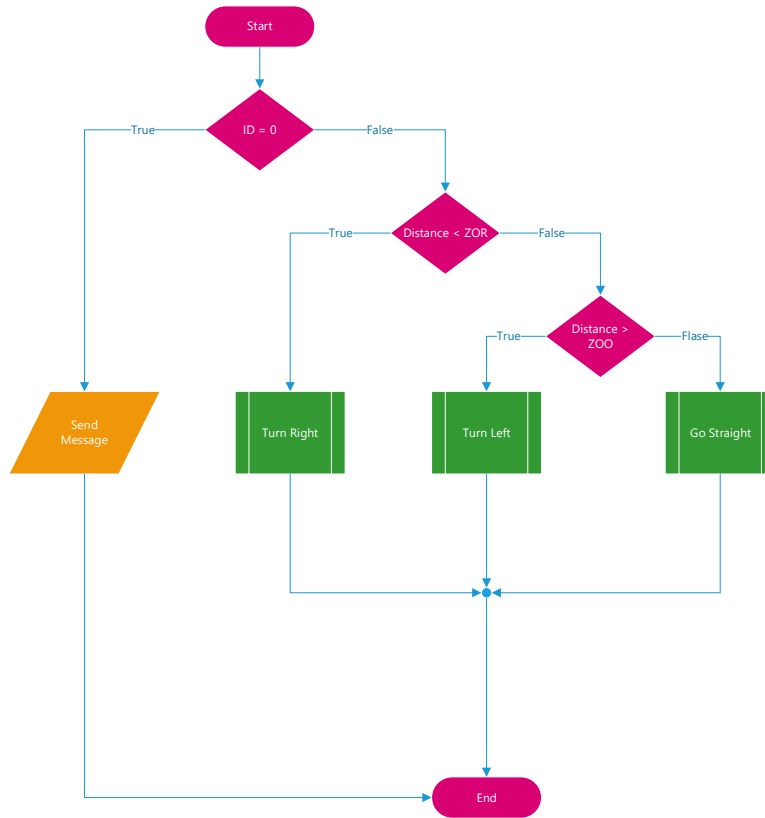 Start
ID = 0
True
False
Distance < ZOR
True
False
Distance >
ZOO
True
Flase
Send
Message
Turn Right
Turn Left
Go Straight
End